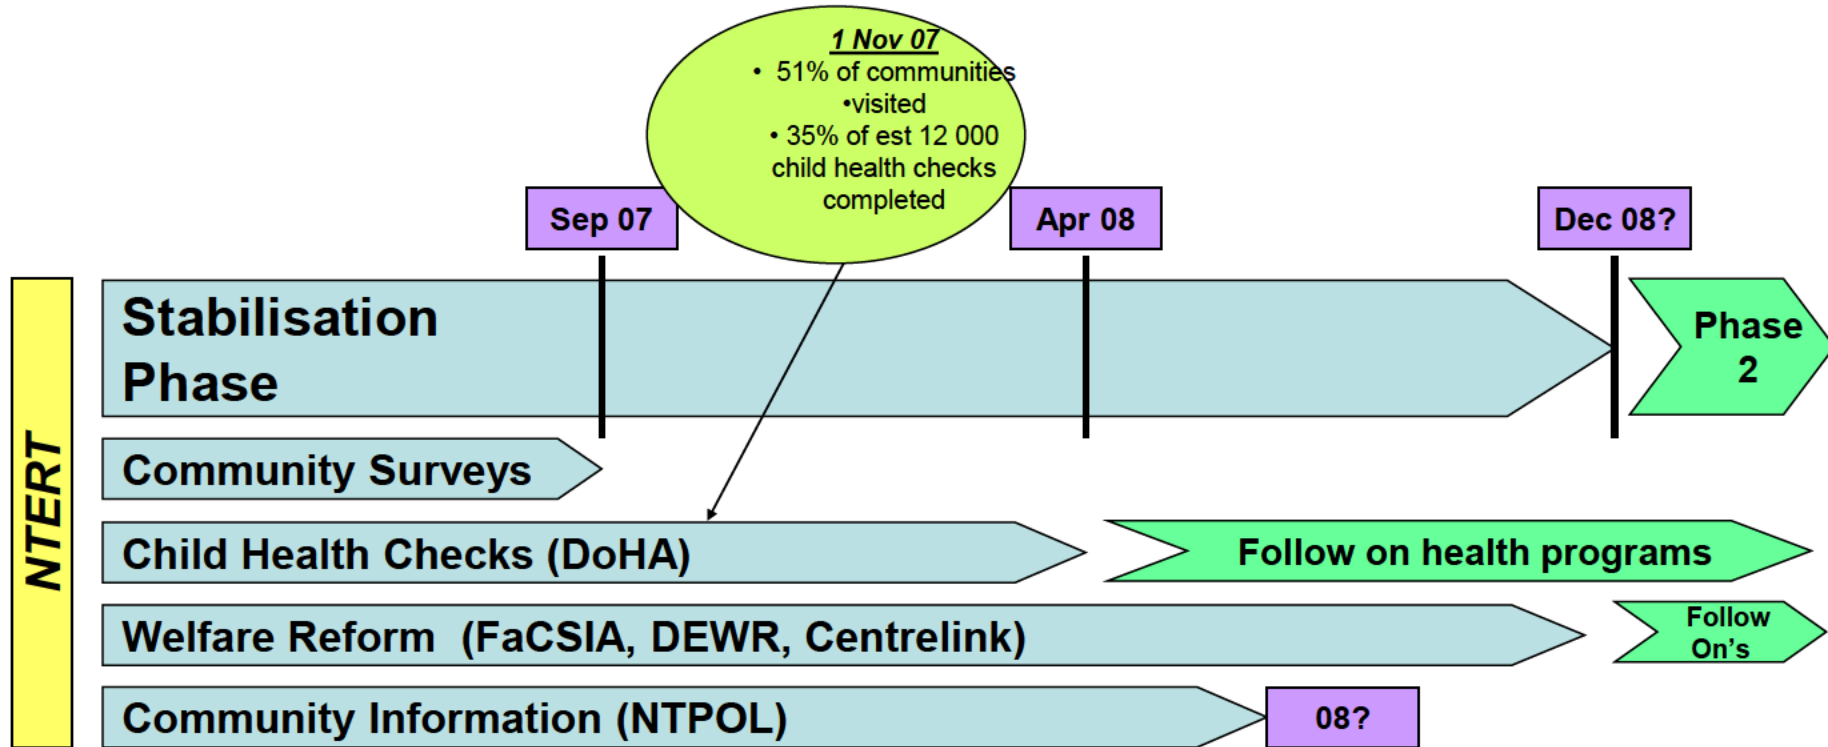 1 Nov 07
• 51% of communities
•visited
• 35% of est 12 000
child health checks
completed
Sep 07
Apr 08
Dec 08?
NTERT
Stabilisation
Phase
Phase
2
Community Surveys
Child Health Checks (DoHA)
Follow on health programs
Welfare Reform (FaCSIA, DEWR, Centrelink)
Follow
On's
Community Information (NTPOL)
08?